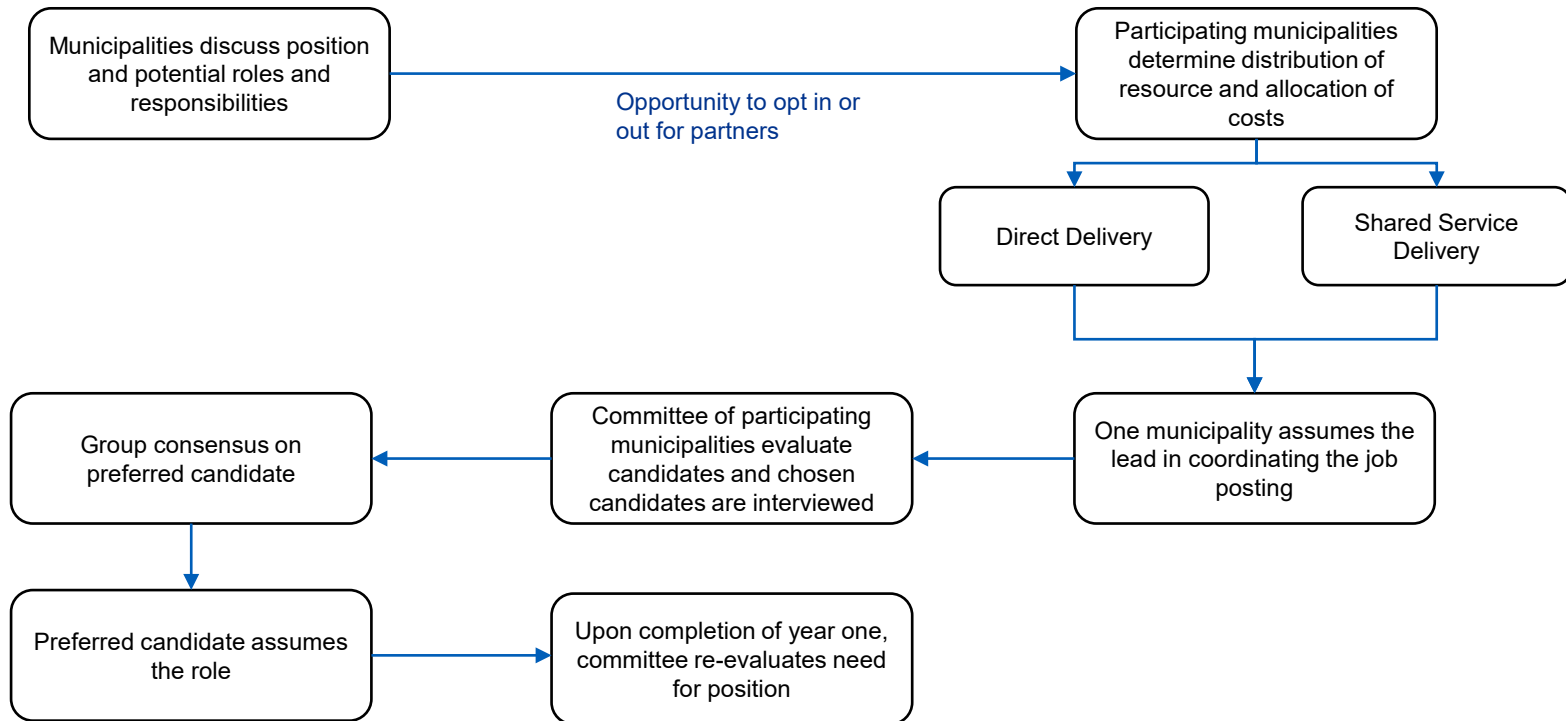 Municipalities discuss position
and potential roles and
responsibilities
Opportunity to opt in or
out for partners
Participating municipalities
determine distribution of
resource and allocation of
costs
Direct Delivery
Shared Service
Delivery
One municipality assumes the
lead in coordinating the job
posting
Committee of participating
municipalities evaluate
candidates and chosen
candidates are interviewed
Group consensus on
preferred candidate
Preferred candidate assumes
the role
Upon completion of year one,
committee re-evaluates need
for position